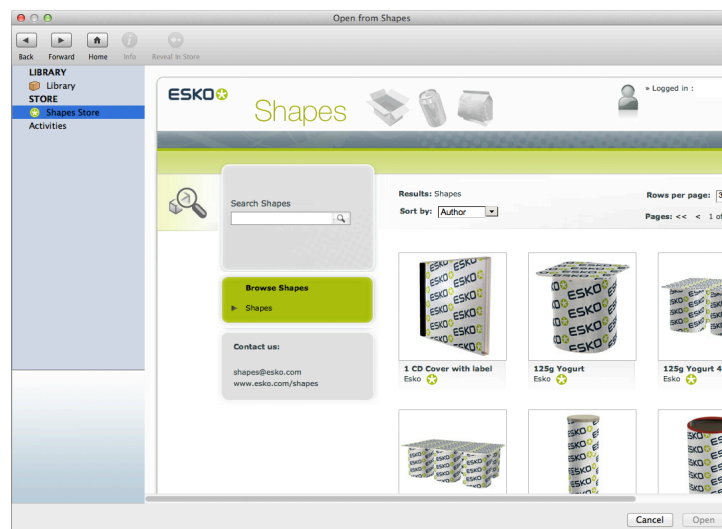 Open from Shapes
Back Forward Home Info Reveal In Store
LIBRARY
Library
STORE
Shapes Store
Activities
ESKO
Shapes
» Logged in :
Search Shapes
Results: Shapes
Sort by: Author
Rows per page: 3
Pages: << < 1 of
Browse Shapes
Shapes
Contact us:
shapes@esko.com
www.esko.com/shapes
1 CD Cover with label
Esko
125g Yogurt
Esko
125g Yogurt 4
Esko
Cancel Open